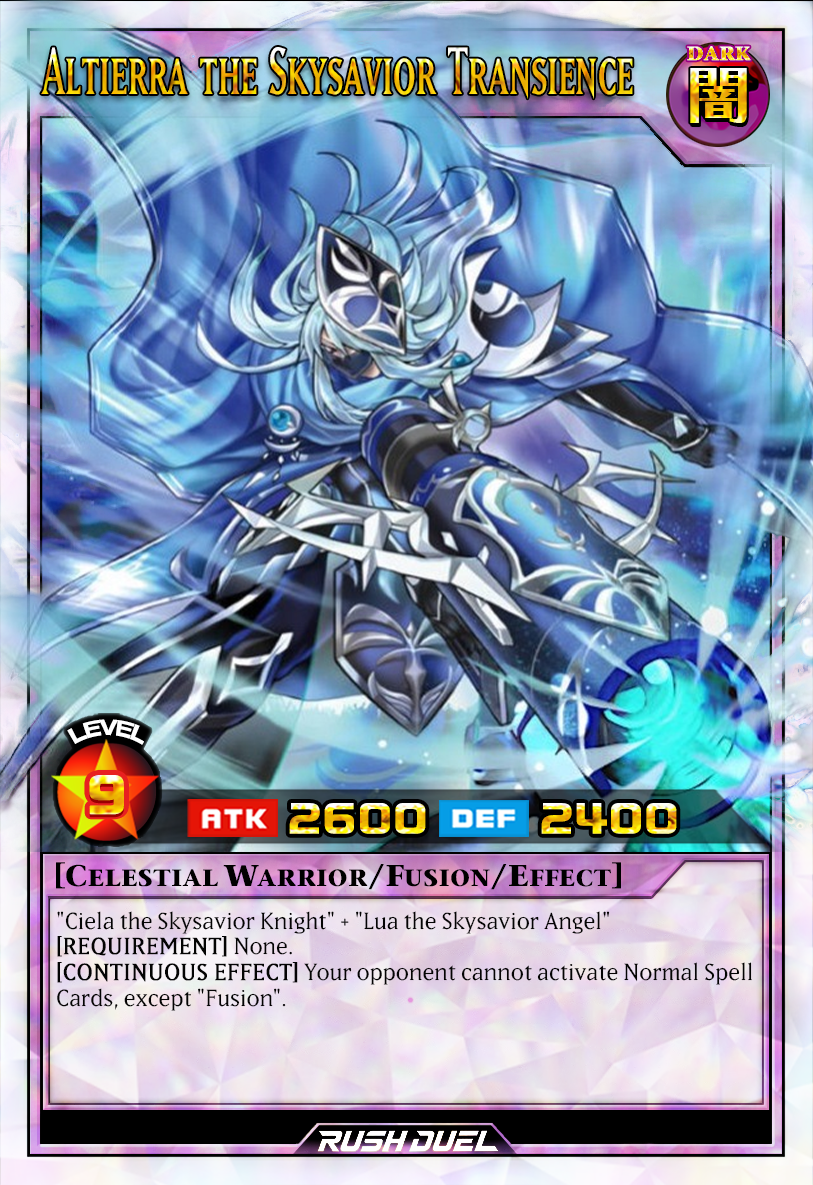 Altierra the Skysavior Transience
DARK
闇
LEVEL
9
ATK 2600 DEF 2400
[Celestial Warrior/Fusion/Effect]
"Ciela the Skysavior Knight" + "Lua the Skysavior Angel"
[REQUIREMENT] None.
[CONTINUOUS EFFECT] Your opponent cannot activate Normal Spell
Cards, except "Fusion".
RUSH DUEL